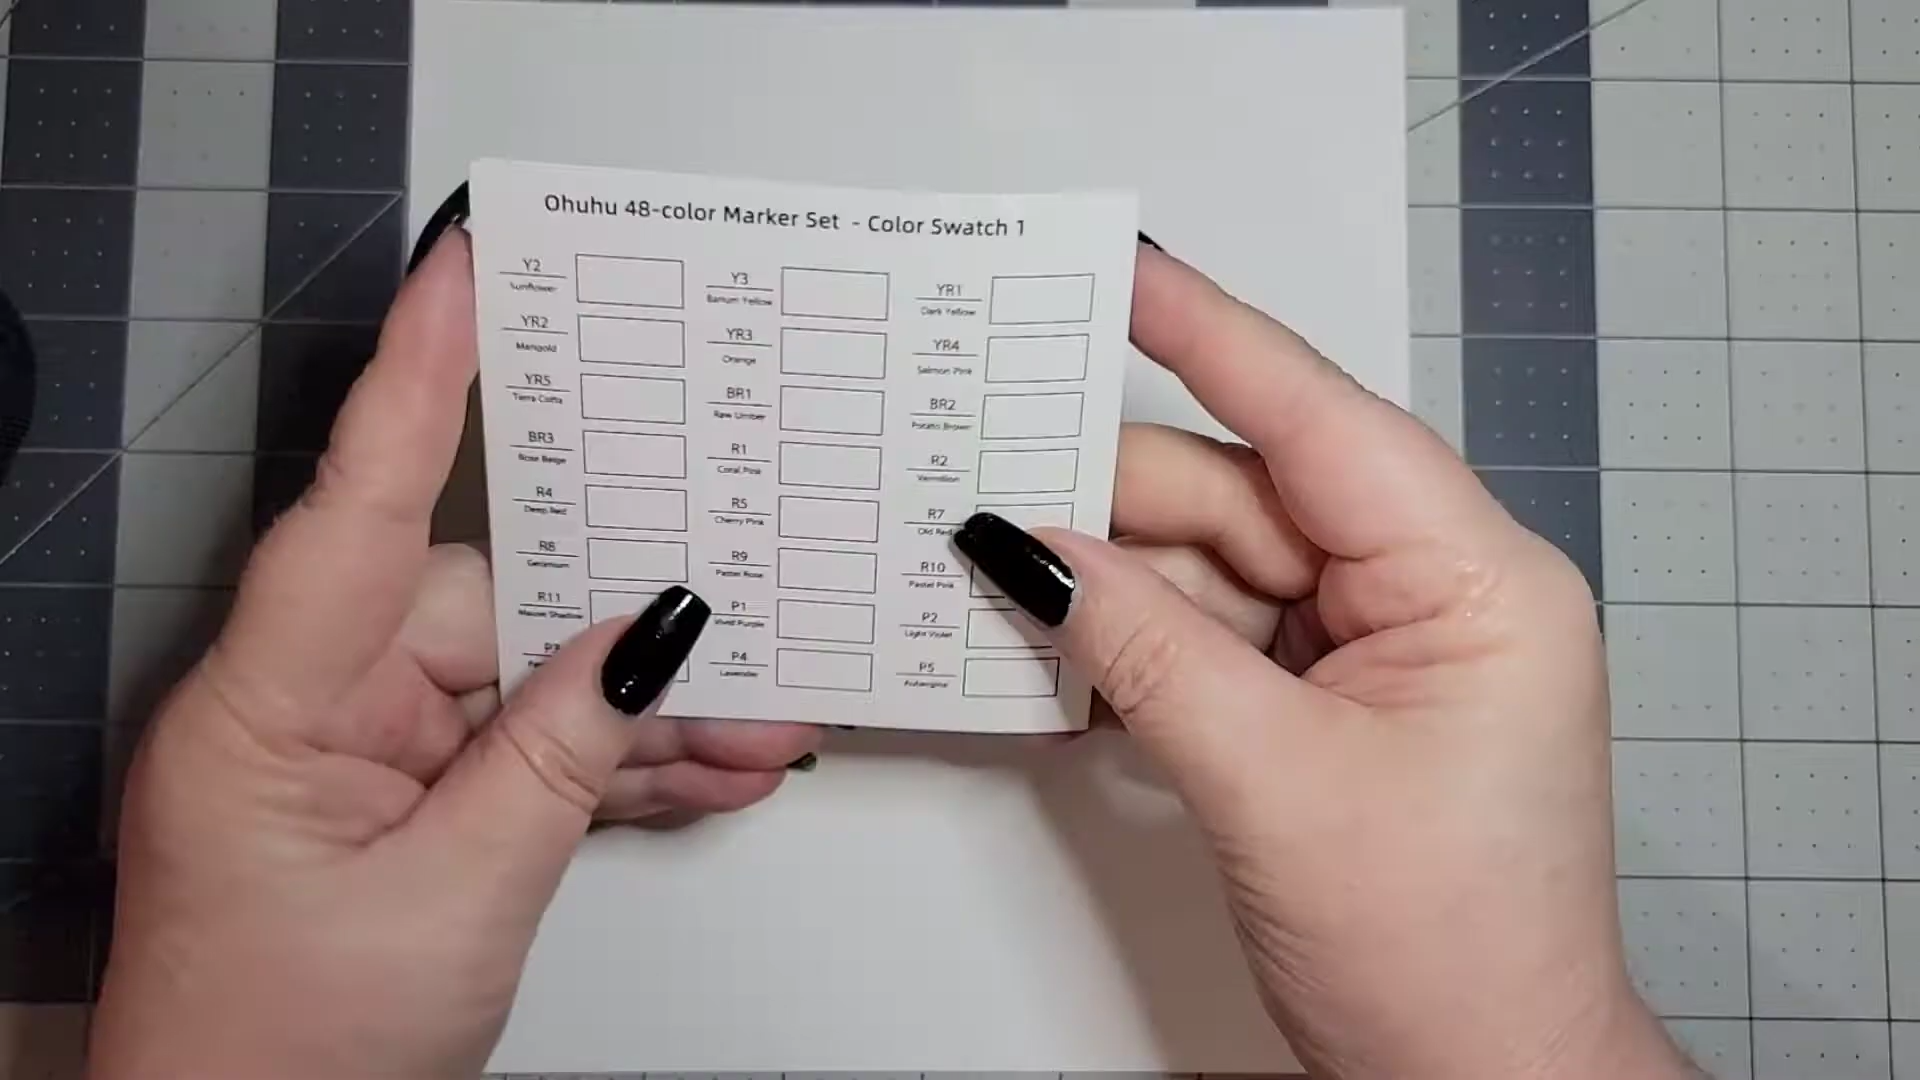 Ohuhu 48-color Marker Set - Color Swatch 1
Y2 Y3 YR1
Sunflower Barium Yellow Dark Yellow
YR2 YR3 YR4
Marigold Orange Salmon Pink
YR5 BR1 BR2
Terra Cotta Raw Umber Potato Brown
BR3 R1 R2
Rose Beige Coral Pink Vermilion
R4 R5 R7
Deep Red Cherry Pink Old Red
R8 R9 R10
Geranium Pastel Rose Pastel Pink
R11 P1 P2
Mauve Shadow Vivid Purple Light Violet
P3 P4 P5
Lavender Aubergine